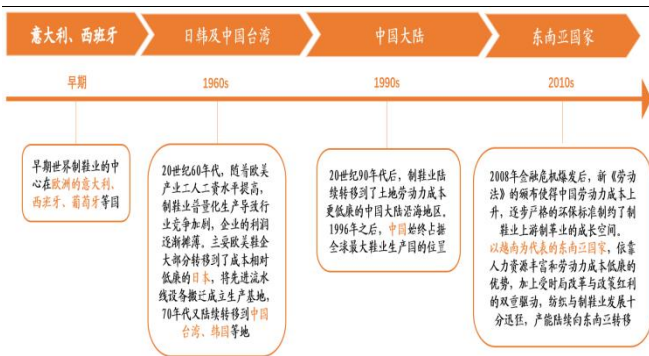 意大利、西班牙
日韩及中国台湾
中国大陆
东南亚国家
早期
1960s
1990s
2010s
早期世界制鞋业的中
心在欧洲的意大利、
西班牙、葡萄牙等国
20世纪60年代，随着欧美
产业工人工资水平提高，
制鞋业普量化生产导致行
业竞争加剧，企业的利润
逐渐摊薄。主要欧美鞋企
大部分转移到了成本相对
低廉的日本，将先进流水
线设备搬迁成立生产基地，
70年代又陆续转移到中国
台湾、韩国等地
20世纪90年代后，制鞋业陆
续转移到了土地劳动力成本
更低廉的中国大陆沿海地区。
1996年之后，中国始终占据
全球最大鞋业生产国的位置
2008年金融危机爆发后，新《劳动
法》的颁布使得中国劳动力成本上
升，逐步严格的环保标准制约了制
鞋业上游制革业的成长空间。
以越南为代表的东南亚国家，依靠
人力资源丰富和劳动力成本低廉的
优势，加上受时局改革与政策红利
的双重驱动，纺织与制鞋业发展十
分迅猛，产能陆续向东南亚转移